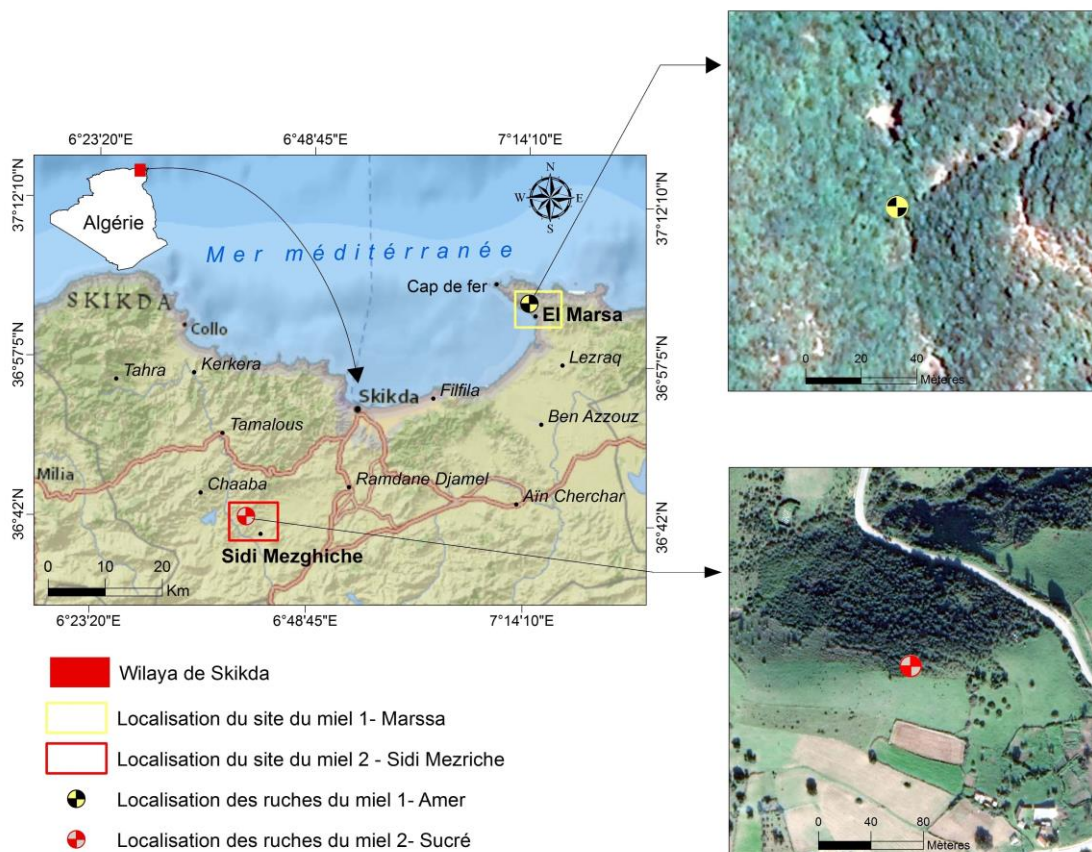 6°23'20"E
6°48'45"E
7°14'10"E
37°12'10"N
36°57'5"N
36°42'N
37°12'10"N
36°57'5"N
36°42'N
Algérie
N
W
E
S
Mer méditérranée
Cap de fer
El Marsa
SKIKDA
Collo
Lezraq
Tahra
Kerkera
Skikda
Filfila
Ben Azzouz
Tamalous
Milia
Chaaba
Ramdane Djamel
Aïn Cherchar
Sidi Mezghiche
0 10 20
Km
6°23'20"E
6°48'45"E
7°14'10"E
0 20 40
Mèteres
0 40 80
Mèteres
Wilaya de Skikda
Localisation du site du miel 1- Marssa
Localisation du site du miel 2 - Sidi Mezriche
Localisation des ruches du miel 1- Amer
Localisation des ruches du miel 2- Sucré